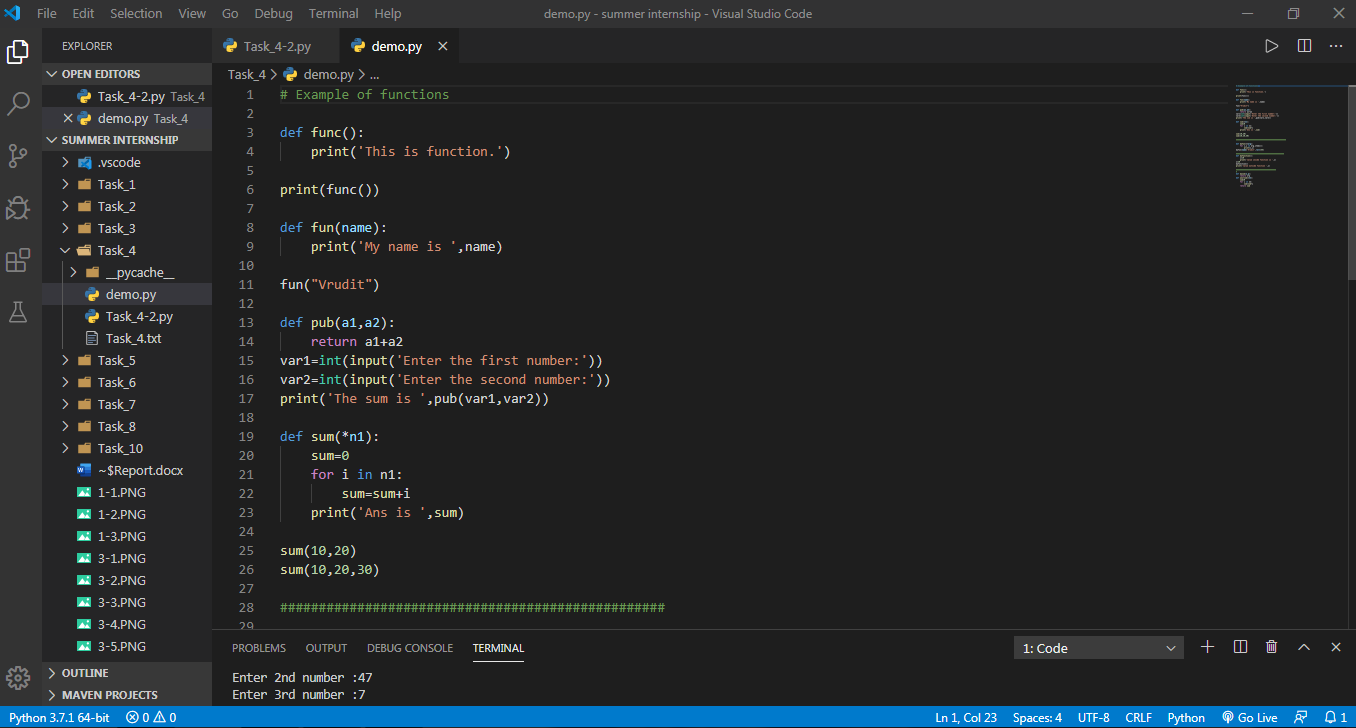 File Edit Selection View Go Debug Terminal Help demo.py - summer internship - Visual Studio Code
EXPLORER
OPEN EDITORS
Task_4-2.py Task_4
demo.py Task_4
SUMMER INTERNSHIP
.vscode
Task_1
Task_2
Task_3
Task_4
__pycache__
demo.py
Task_4-2.py
Task_4.txt
Task_5
Task_6
Task_7
Task_8
Task_10
~$Report.docx
1-1.PNG
1-2.PNG
1-3.PNG
3-1.PNG
3-2.PNG
3-3.PNG
3-4.PNG
3-5.PNG
OUTLINE
MAVEN PROJECTS
Task_4-2.py demo.py
Task_4 > demo.py > ...
1 # Example of functions
2
3 def func():
4     print('This is function.')
5
6 print(func())
7
8 def fun(name):
9     print('My name is ',name)
10
11 fun("Vrudit")
12
13 def pub(a1,a2):
14     return a1+a2
15 var1=int(input('Enter the first number:'))
16 var2=int(input('Enter the second number:'))
17 print('The sum is ',pub(var1,var2))
18
19 def sum(*n1):
20     sum=0
21     for i in n1:
22         sum=sum+i
23     print('Ans is ',sum)
24
25 sum(10,20)
26 sum(10,20,30)
27
28 ##################################################
29
PROBLEMS OUTPUT DEBUG CONSOLE TERMINAL 1: Code
Enter 2nd number :47
Enter 3rd number :7
Python 3.7.1 64-bit 0 0 Ln 1, Col 23 Spaces: 4 UTF-8 CRLF Python Go Live 1